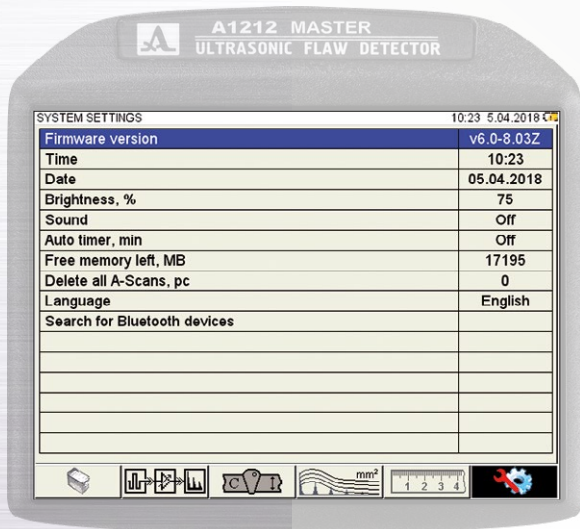 A1212 MASTER
ULTRASONIC FLAW DETECTOR
SYSTEM SETTINGS 10:23 5.04.2018
Firmware version v6.0-8.03Z
Time 10:23
Date 05.04.2018
Brightness, % 75
Sound Off
Auto timer, min Off
Free memory left, MB 17195
Delete all A-Scans, pc 0
Language English
Search for Bluetooth devices
C I mm² 1 2 3 4